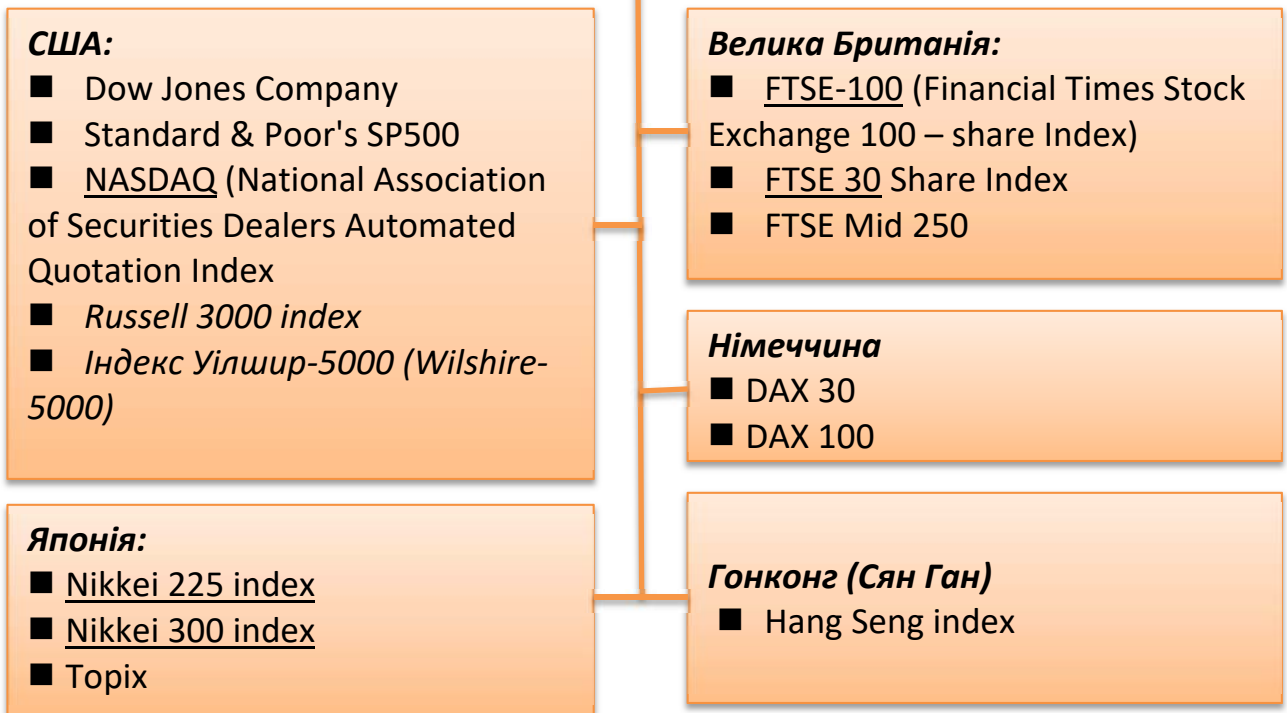 США:
■ Dow Jones Company
■ Standard & Poor's SP500
■ NASDAQ (National Association
of Securities Dealers Automated
Quotation Index
■ Russell 3000 index
■ Індекс Уілшир-5000 (Wilshire-
5000)
Велика Британія:
■ FTSE-100 (Financial Times Stock
Exchange 100 – share Index)
■ FTSE 30 Share Index
■ FTSE Mid 250
Німеччина
■ DAX 30
■ DAX 100
Японія:
■ Nikkei 225 index
■ Nikkei 300 index
■ Topix
Гонконг (Сян Ган)
■ Hang Seng index